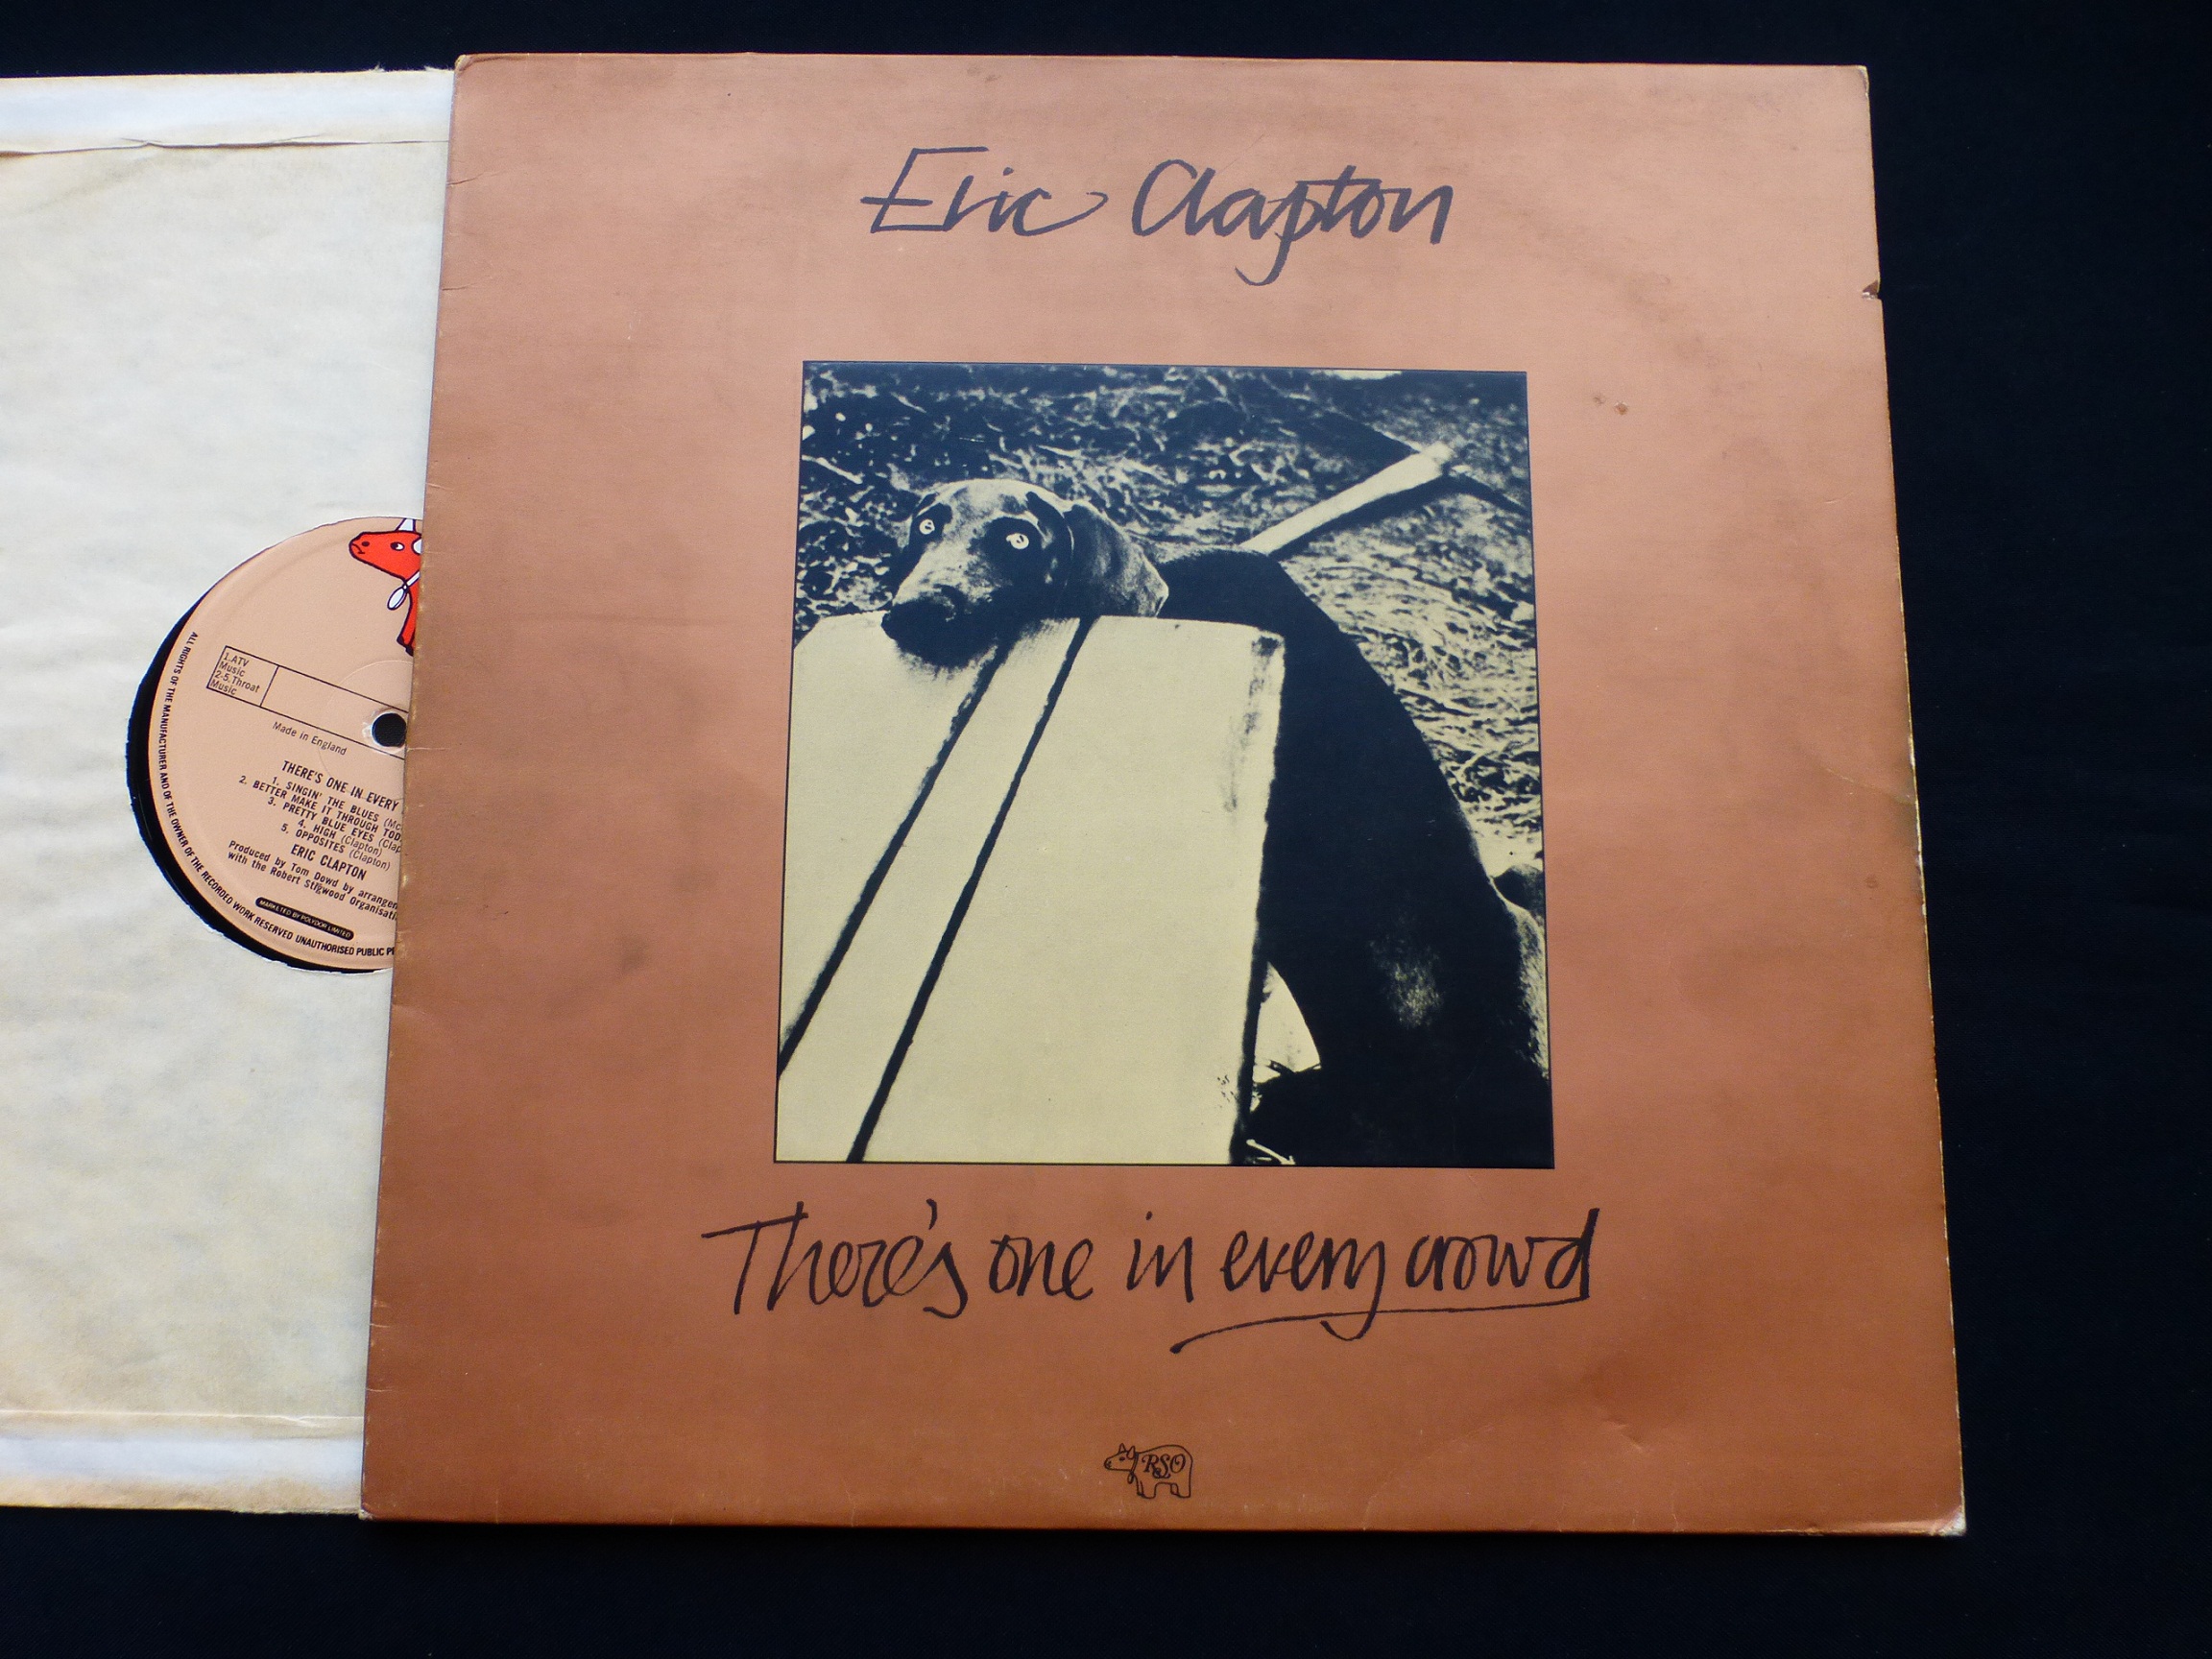 Eric Clapton
There's one in every crowd
RSO
1. ATV
Music
2-5. Throat
Music
Made in England
THERE'S ONE IN EVERY
1. SINGIN' THE BLUES
2. BETTER MAKE IT THROUGH
3. PRETTY BLUE EYES
4. HIGH (Clapton)
5. OPPOSITES (Clapton)
ERIC CLAPTON
Produced by Tom Dowd by
with the Robert Stigwood
MARKETED BY POLYDOR LIMITED
ALL RIGHTS OF THE MANUFACTURER AND OF THE OWNER OF THE RECORDED WORK RESERVED UNAUTHORISED PUBLIC